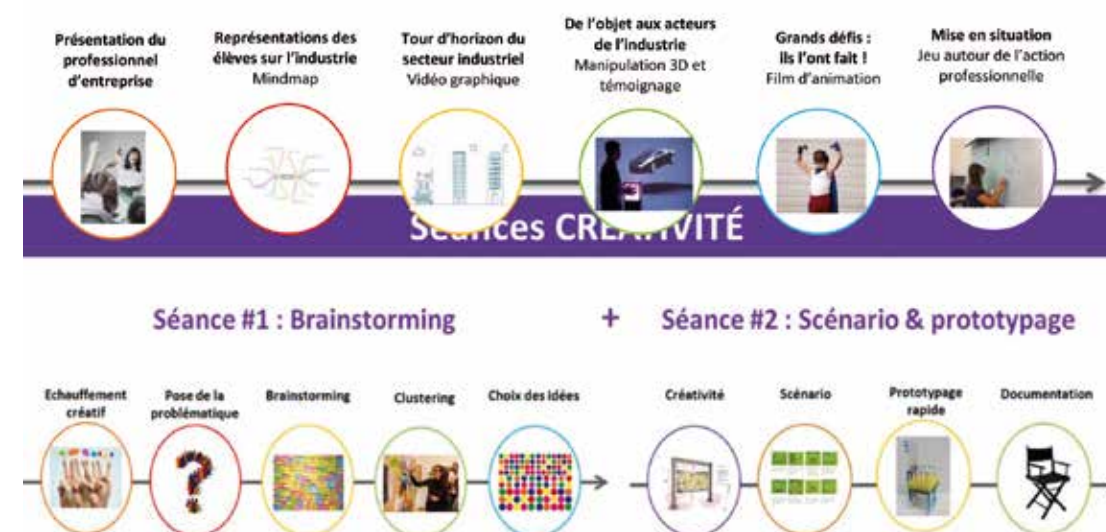 Présentation du
professionnel
d'entreprise
Représentations des
élèves sur l'industrie
Mindmap
Tour d'horizon du
secteur industriel
Vidéo graphique
De l'objet aux acteurs
de l'industrie
Manipulation 3D et
témoignage
Grands défis :
ils l'ont fait !
Film d'animation
Mise en situation
Jeu autour de l'action
professionnelle
Séances CRÉATIVITÉ
Séance #1 : Brainstorming
+
Séance #2 : Scénario & prototypage
Echauffement
créatif
Pose de la
problématique
Brainstorming
Clustering
Choix des idées
Créativité
Scénario
Prototypage
rapide
Documentation